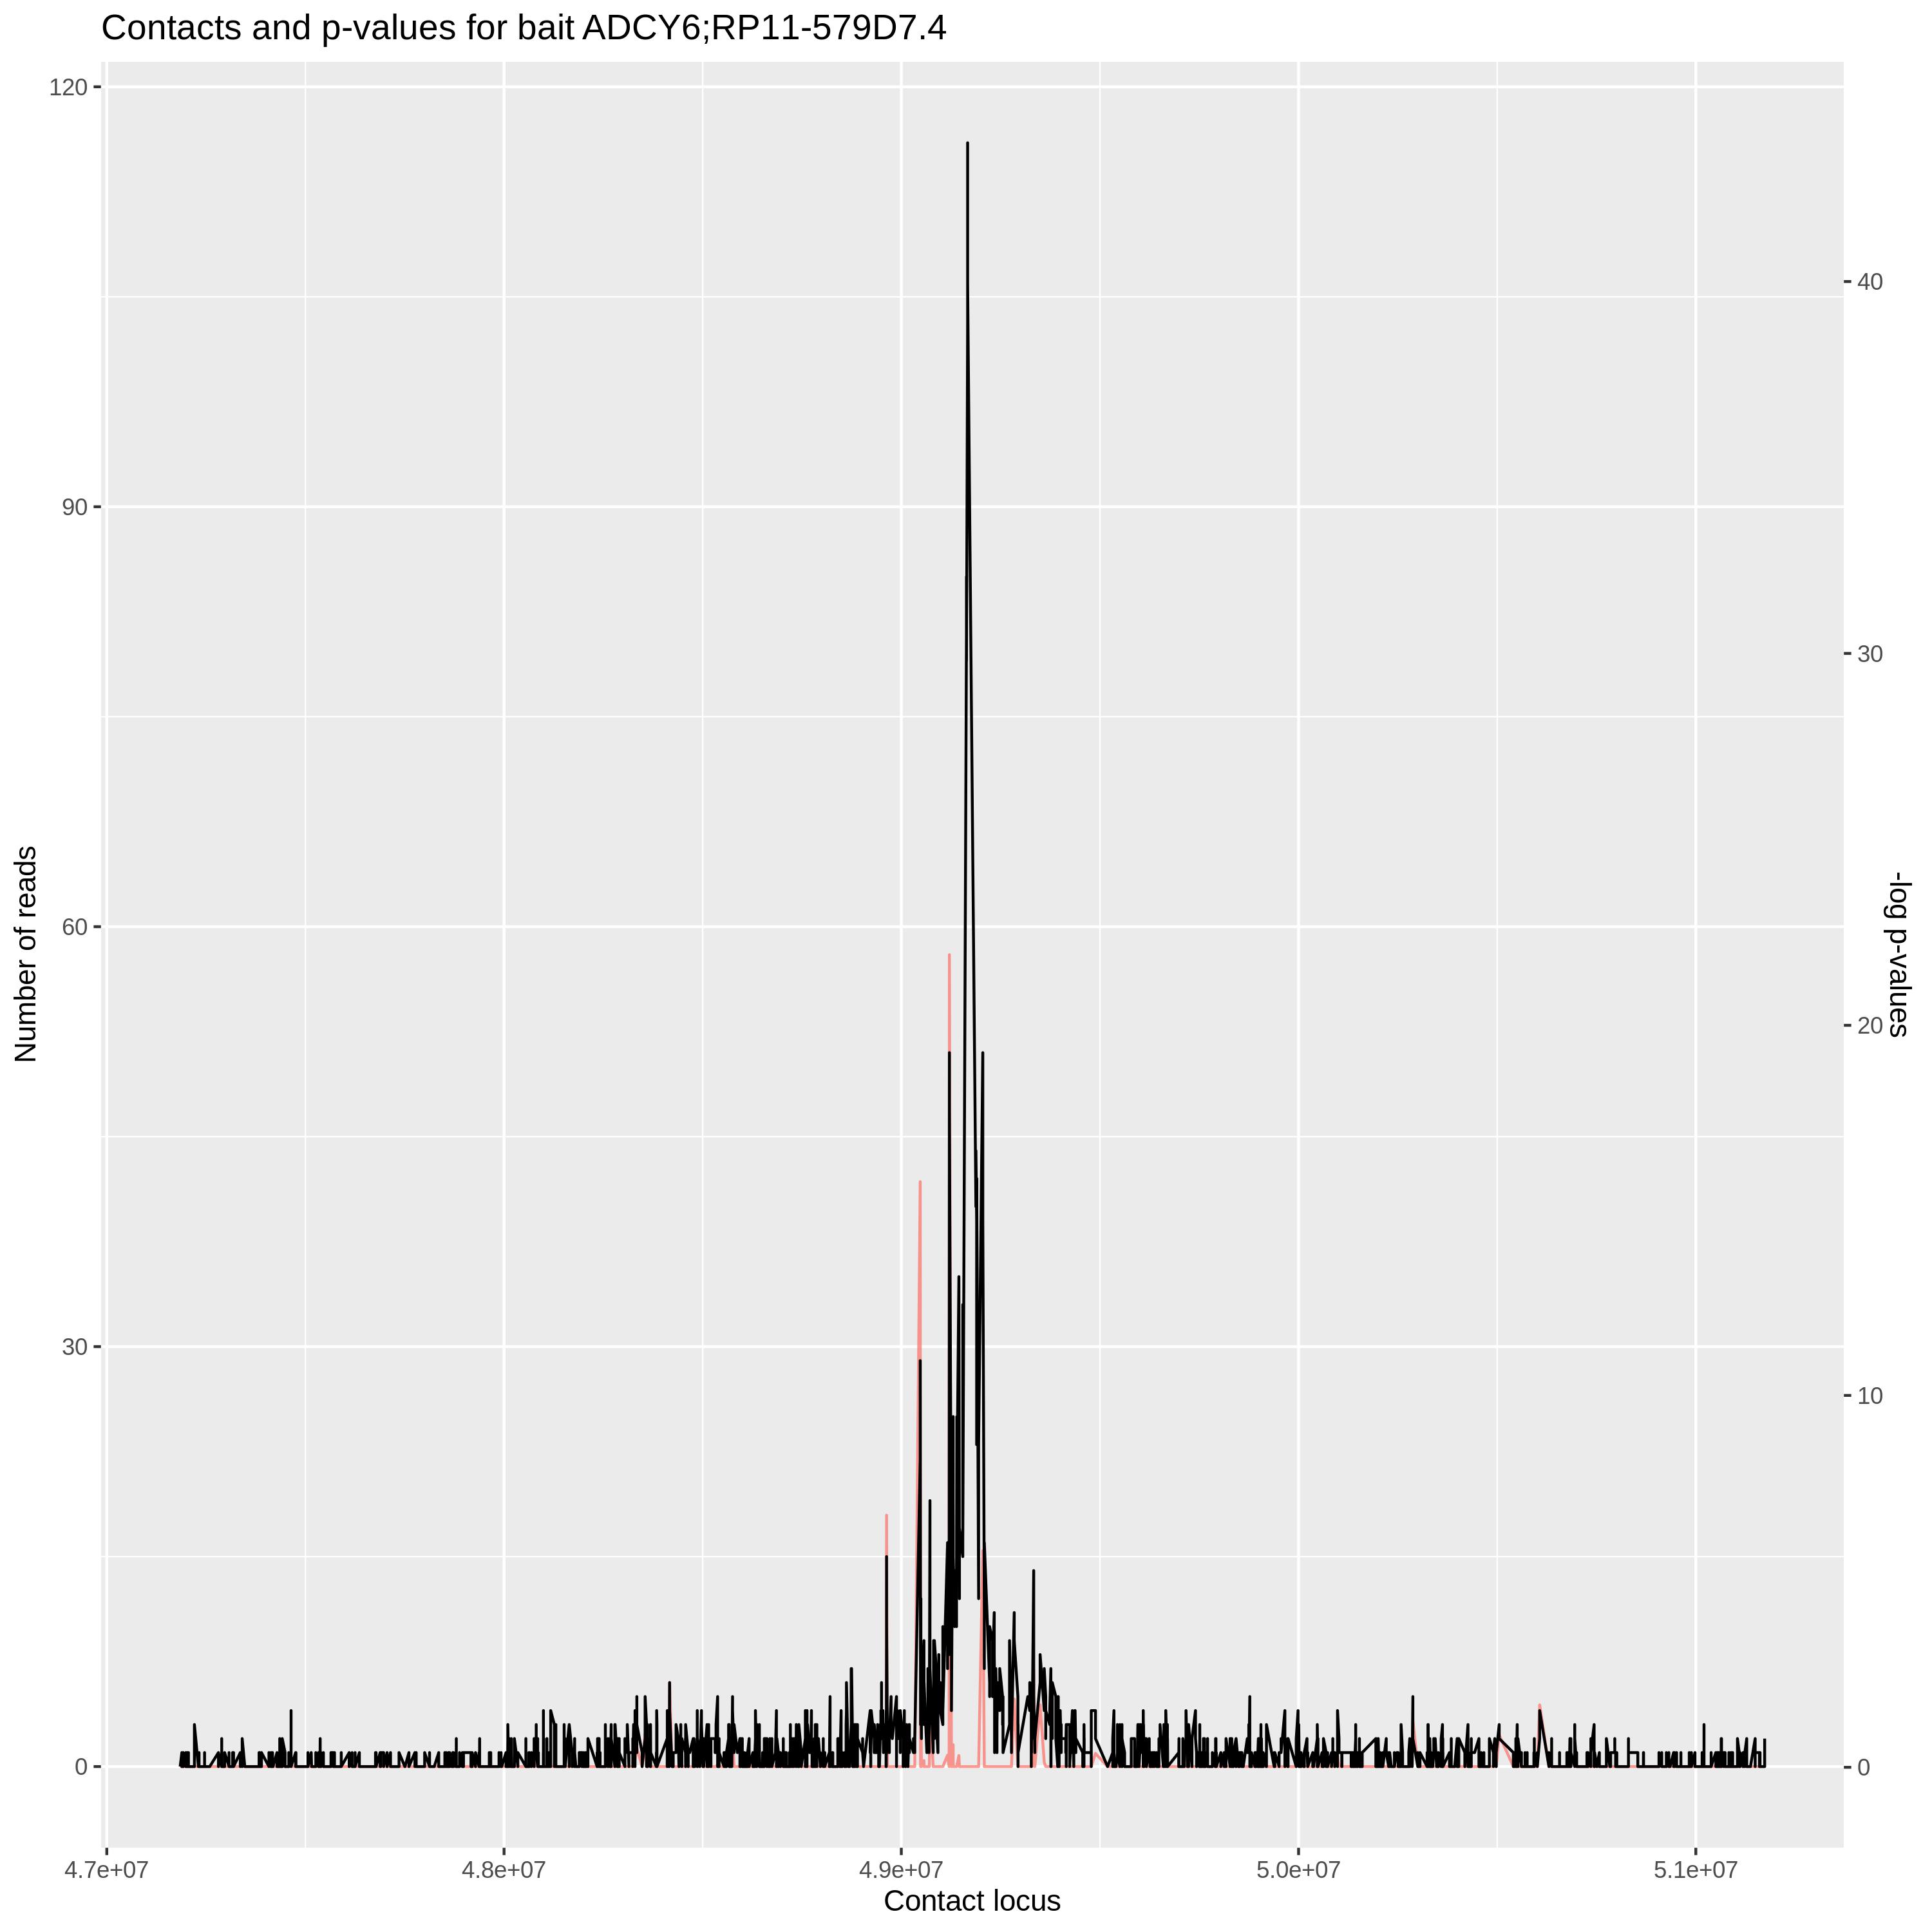 Contacts and p-values for bait ADCY6;RP11-579D7.4
120
90
60
30
0
Number of reads
40
30
20
10
0
-log p-values
4.7e+07
4.8e+07
4.9e+07
5.0e+07
5.1e+07
Contact locus